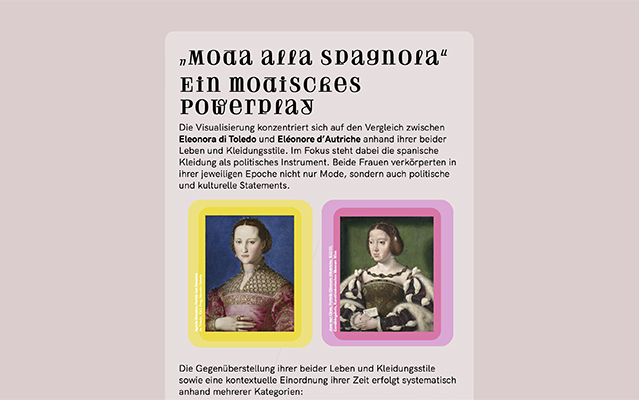 „Moda alla spagnola“
Ein modisches
Powerplay
Die Visualisierung konzentriert sich auf den Vergleich zwischen
Eleonora di Toledo und Eléonore d’Autriche anhand ihrer beider
Leben und Kleidungsstile. Im Fokus steht dabei die spanische
Kleidung als politisches Instrument. Beide Frauen verkörperten in
ihrer jeweiligen Epoche nicht nur Mode, sondern auch politische
und kulturelle Statements.
Die Gegenüberstellung ihrer beider Leben und Kleidungsstile
sowie eine kontextuelle Einordnung ihrer Zeit erfolgt systematisch
anhand mehrerer Kategorien: